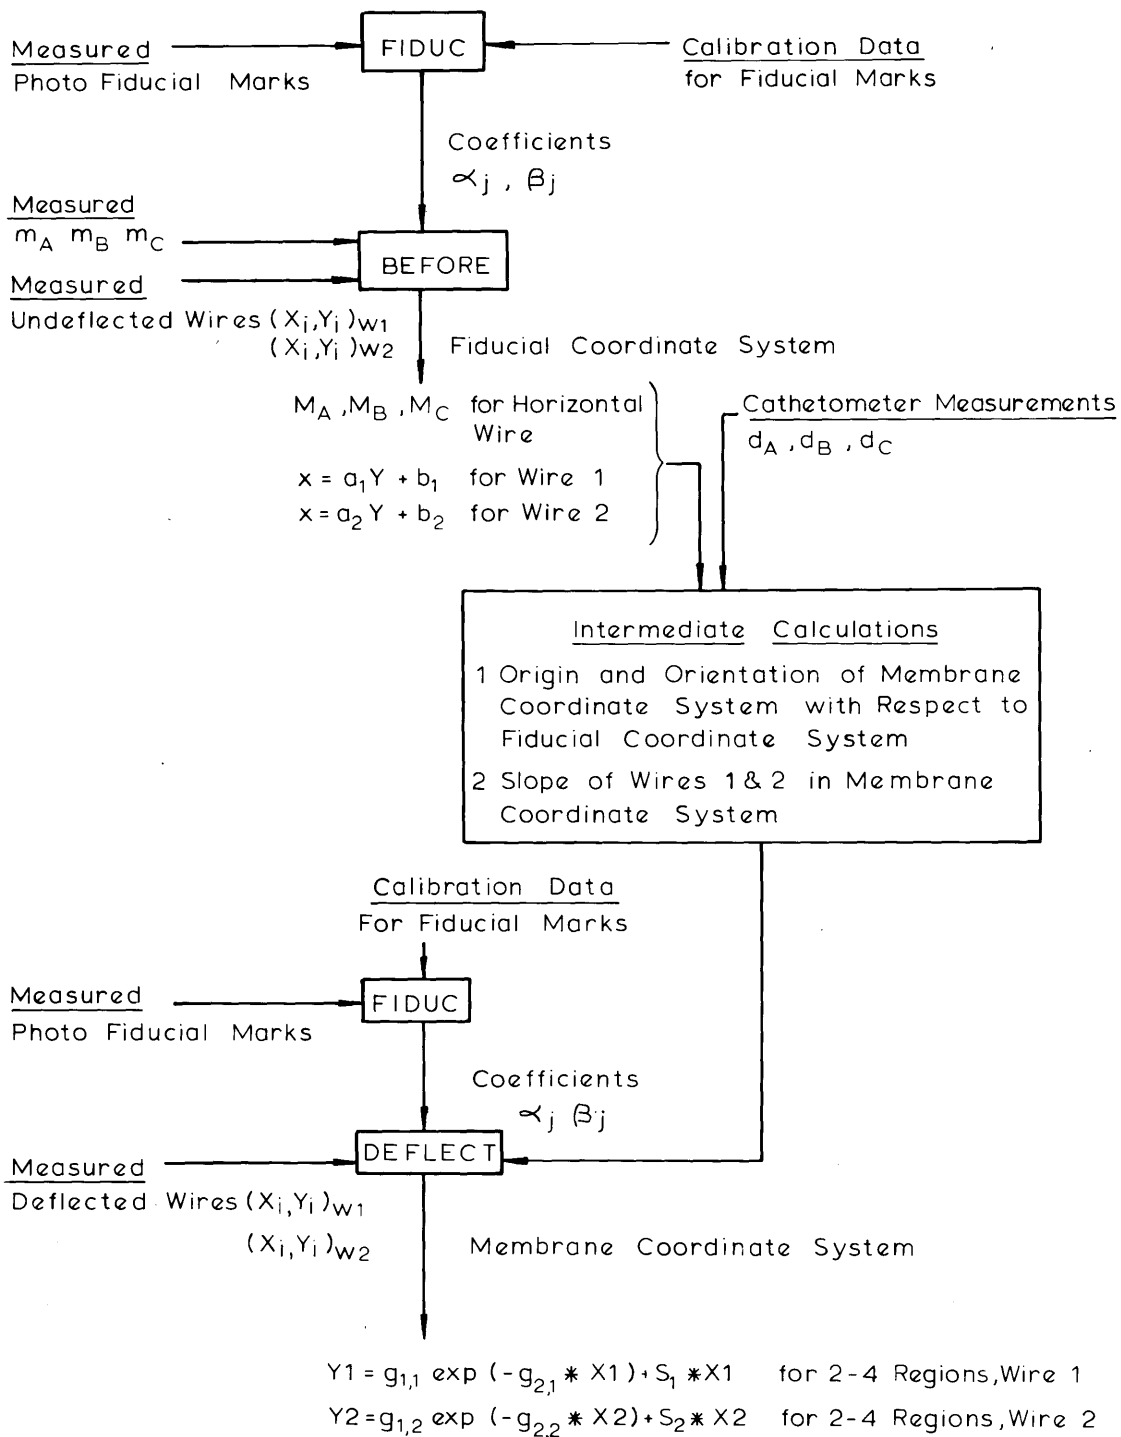 FIDUC
Measured
Photo Fiducial Marks
Calibration Data
for Fiducial Marks
Coefficients
αj , βj
Measured
mA mB mC
BEFORE
Measured
Undeflected Wires (Xi,Yi)W1
(Xi,Yi)W2
Fiducial Coordinate System
MA ,MB , MC for Horizontal
Wire
x = a1Y + b1 for Wire 1
x = a2Y + b2 for Wire 2
Cathetometer Measurements
dA ,dB , dC
Intermediate Calculations
1 Origin and Orientation of Membrane
Coordinate System with Respect to
Fiducial Coordinate System
2 Slope of Wires 1 & 2 in Membrane
Coordinate System
Calibration Data
For Fiducial Marks
Measured
Photo Fiducial Marks
FIDUC
Coefficients
αj βj
DEFLECT
Measured
Deflected Wires (Xi,Yi)W1
(Xi,Yi)W2
Membrane Coordinate System
Y1 = g1,1 exp (-g2,1 * X1) + S1 * X1 for 2-4 Regions, Wire 1
Y2 = g1,2 exp (-g2,2 * X2) + S2 * X2 for 2-4 Regions, Wire 2